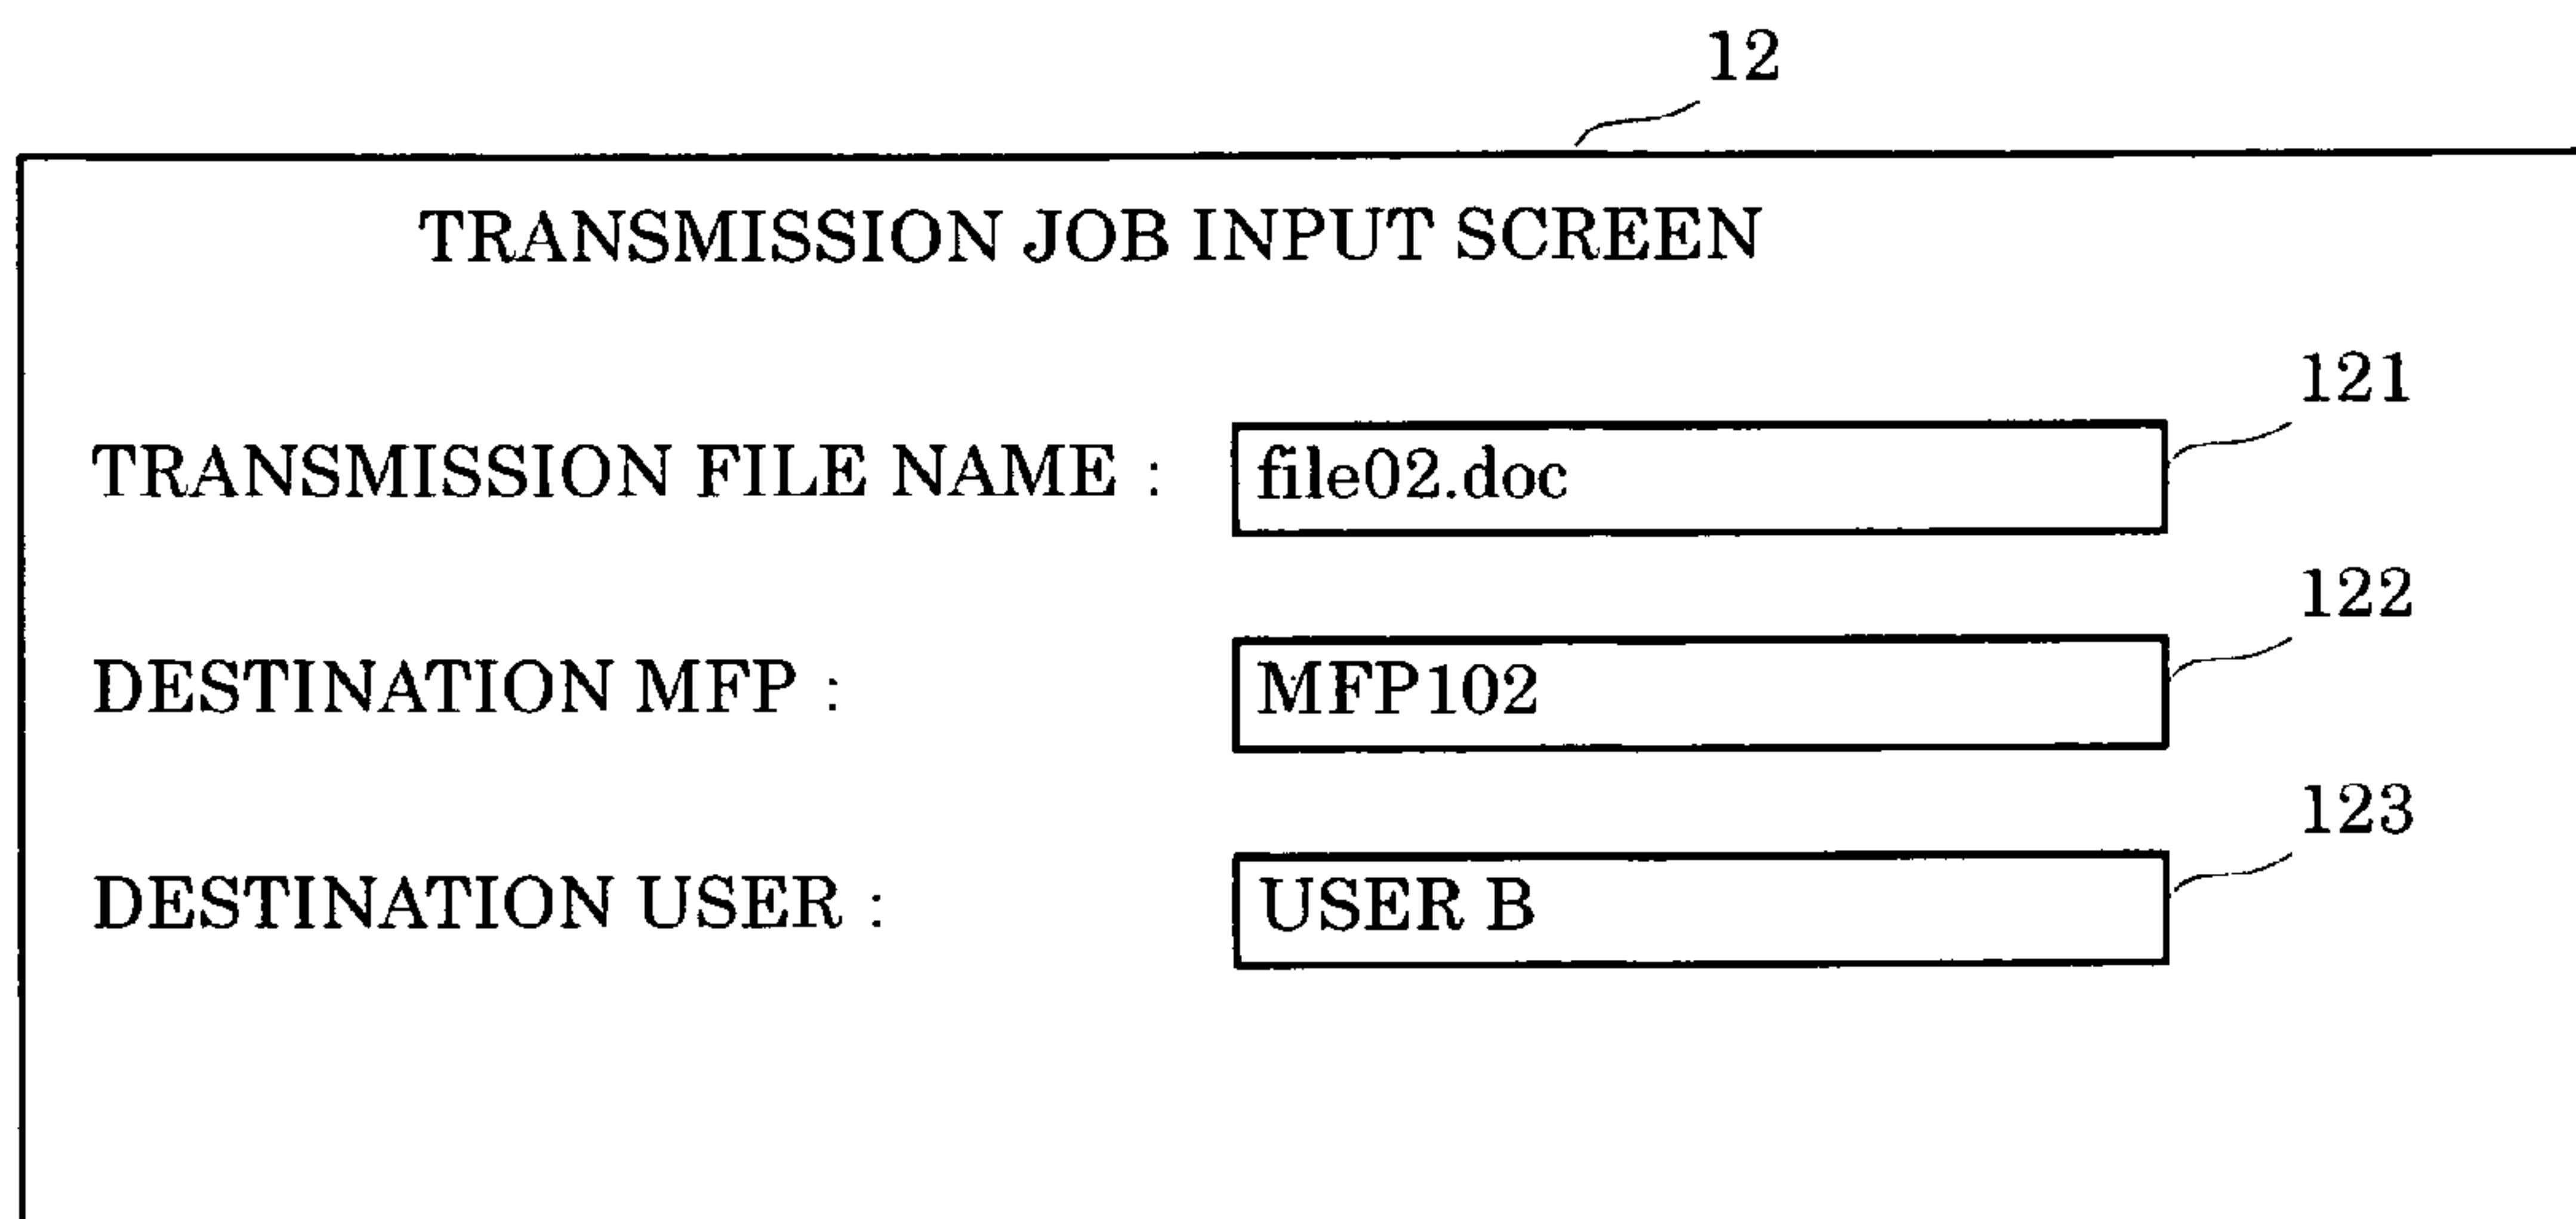 12
TRANSMISSION JOB INPUT SCREEN
121
TRANSMISSION FILE NAME : file02.doc
122
DESTINATION MFP : MFP102
123
DESTINATION USER : USER B